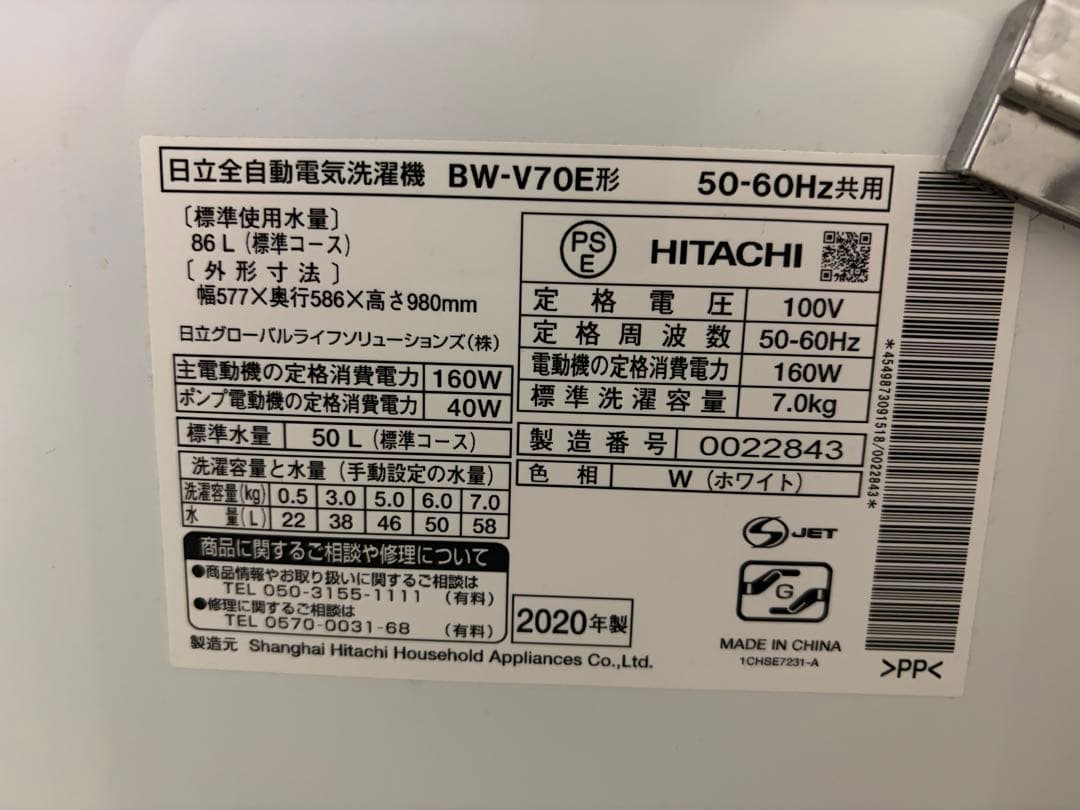 日立全自動電気洗濯機 BW-V70E形 50-60Hz共用
〔標準使用水量〕
86 L (標準コース)
〔外形寸法〕
幅577×奥行586×高さ980mm
日立グローバルライフソリューションズ(株)
主電動機の定格消費電力 160W
ポンプ電動機の定格消費電力 40W
標準水量 50 L (標準コース)
洗濯容量と水量 (手動設定の水量)
洗濯容量(kg) 0.5 3.0 5.0 6.0 7.0
水量(L) 22 38 46 50 58
商品に関するご相談や修理について
●商品情報やお取り扱いに関するご相談は
TEL 050-3155-1111 (有料)
●修理に関するご相談は
TEL 0570-0031-68 (有料)
製造元 Shanghai Hitachi Household Appliances Co.,Ltd.
PS
E
HITACHI
定格電圧 100V
定格周波数 50-60Hz
電動機の定格消費電力 160W
標準洗濯容量 7.0kg
製造番号 0022843
色相 W (ホワイト)
S JET
G
2020年製
MADE IN CHINA
1CHSE7231-A
*4549873091518/0022843*
>PP<